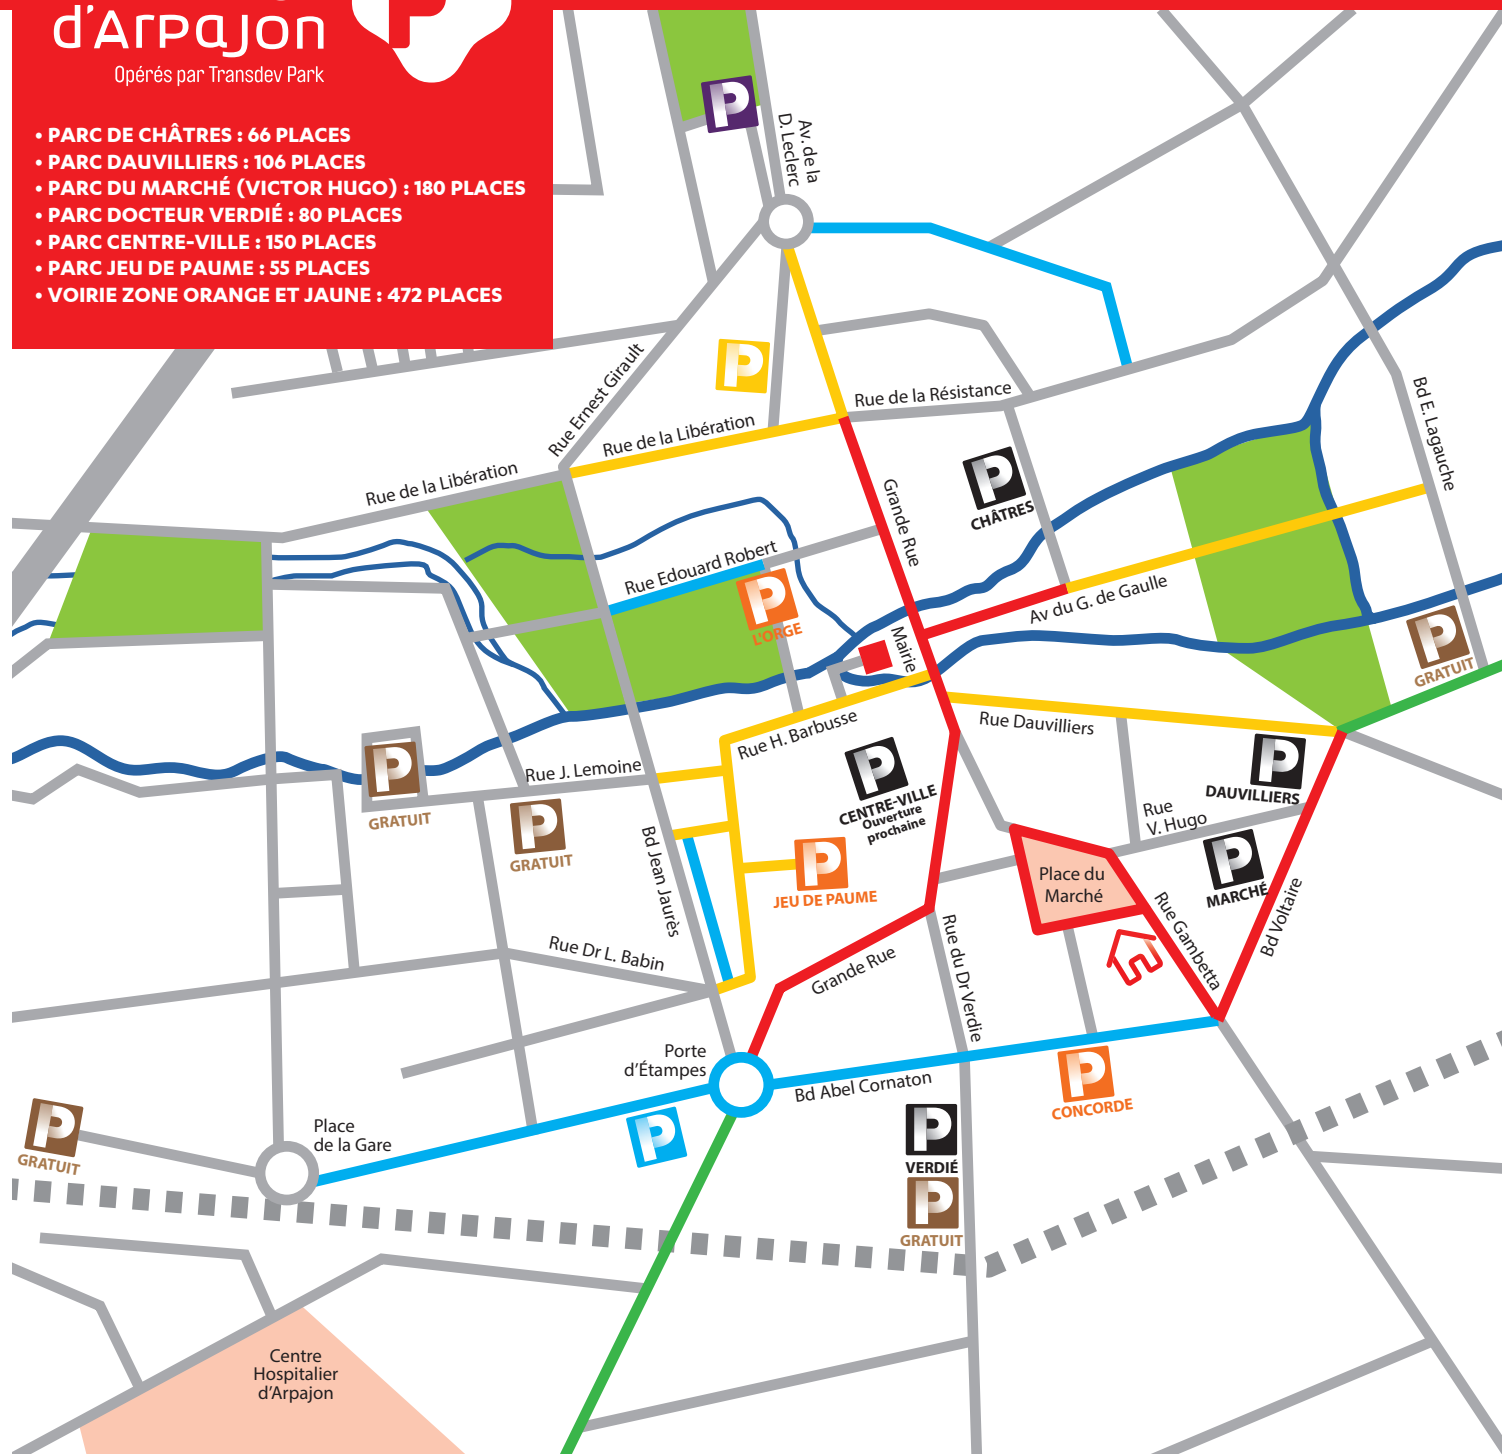 d'Arpajon
Opérés par Transdev Park
• PARC DE CHÂTRES : 66 PLACES
• PARC DAUVILLIERS : 106 PLACES
• PARC DU MARCHÉ (VICTOR HUGO) : 180 PLACES
• PARC DOCTEUR VERDIÉ : 80 PLACES
• PARC CENTRE-VILLE : 150 PLACES
• PARC JEU DE PAUME : 55 PLACES
• VOIRIE ZONE ORANGE ET JAUNE : 472 PLACES
P
Av. de la
D. Leclerc
P
Rue Ernest Girault
Rue de la Résistance
Rue de la Libération
Rue de la Libération
Bd E. Lagauche
P
CHÂTRES
Grande Rue
Rue Edouard Robert
P
L'ORGE
Av du G. de Gaulle
Mairie
P
GRATUIT
Rue H. Barbusse
Rue Dauvilliers
P
GRATUIT
Rue J. Lemoine
P
CENTRE-VILLE
Ouverture
prochaine
P
DAUVILLIERS
Rue
V. Hugo
P
GRATUIT
Bd Jean Jaurès
P
JEU DE PAUME
Place du
Marché
P
MARCHÉ
Rue Gambetta
Bd Voltaire
Rue Dr L. Babin
Grande Rue
Rue du Dr Verdie
Porte
d'Étampes
Bd Abel Cornaton
P
CONCORDE
P
GRATUIT
Place
de la Gare
P
P
VERDIÉ
P
GRATUIT
Centre
Hospitalier
d'Arpajon